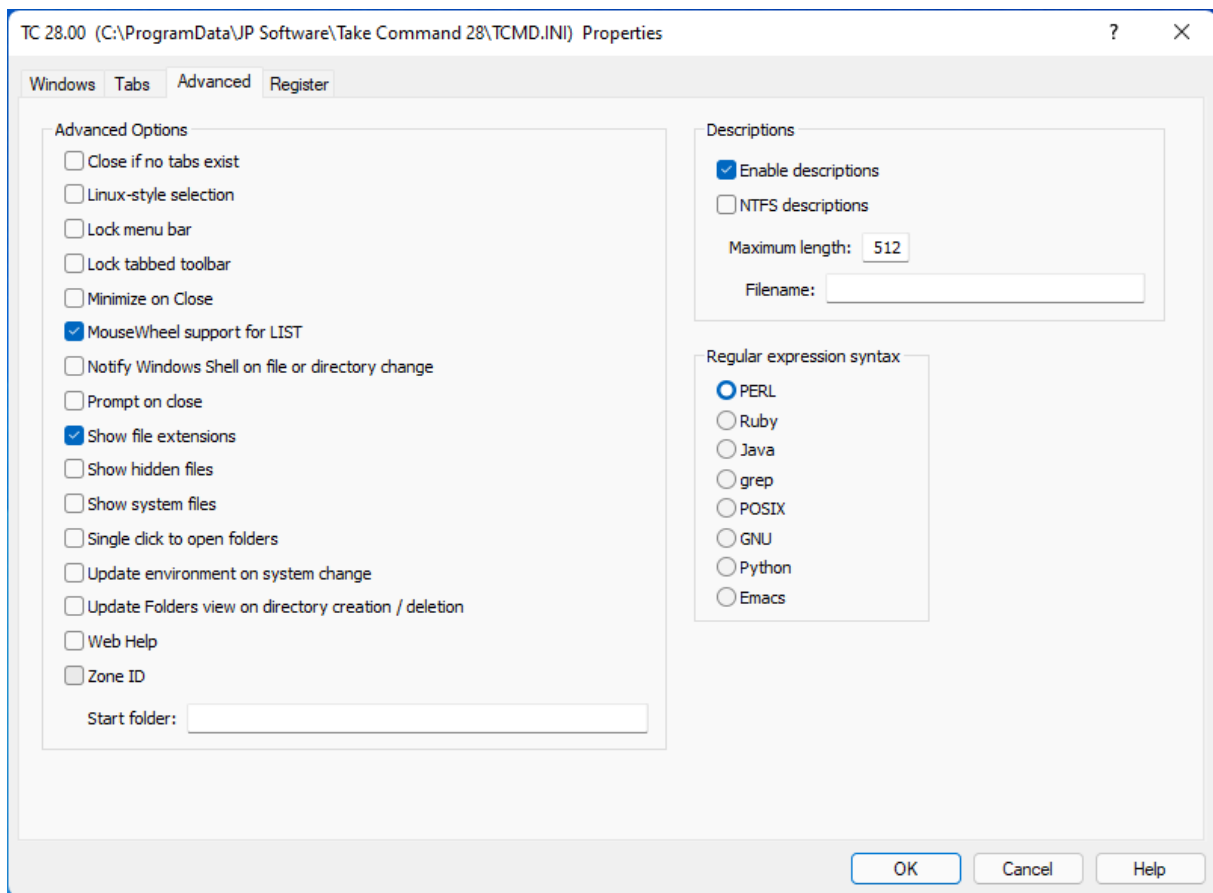 TC 28.00 (C:\ProgramData\JP Software\Take Command 28\TCMD.INI) Properties
Windows
Tabs
Advanced
Register
Advanced Options
Close if no tabs exist
Linux-style selection
Lock menu bar
Lock tabbed toolbar
Minimize on Close
MouseWheel support for LIST
Notify Windows Shell on file or directory change
Prompt on close
Show file extensions
Show hidden files
Show system files
Single click to open folders
Update environment on system change
Update Folders view on directory creation / deletion
Web Help
Zone ID
Start folder:
Descriptions
Enable descriptions
NTFS descriptions
Maximum length: 512
Filename:
Regular expression syntax
PERL
Ruby
Java
grep
POSIX
GNU
Python
Emacs
OK
Cancel
Help